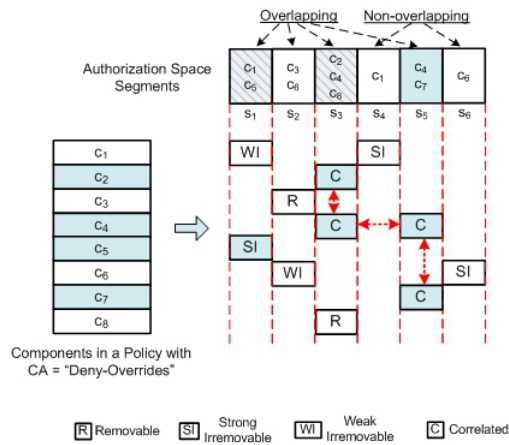 Overlapping Non-overlapping
Authorization Space
Segments
c1
c5
c3
c6
c2
c4
c8
c1
c4
c7
c6
s1 s2 s3 s4 s5 s6
WI SI
C
R
C C
SI
WI SI
C
R
c1
c2
c3
c4
c5
c6
c7
c8
Components in a Policy with
CA = "Deny-Overrides"
R Removable SI Strong Irremovable WI Weak Irremovable C Correlated